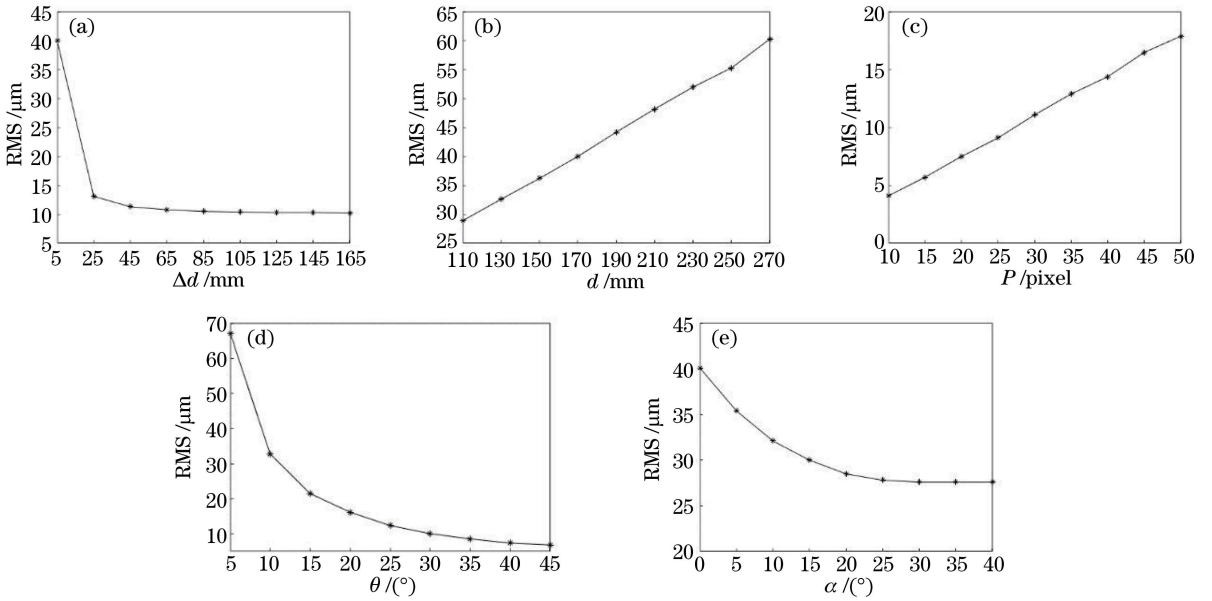 (a)
RMS /μm
45
40
35
30
25
20
15
10
5
5 25 45 65 85 105 125 145 165
Δd /mm
(b)
RMS /μm
65
60
55
50
45
40
35
30
25
110 130 150 170 190 210 230 250 270
d /mm
(c)
RMS /μm
20
15
10
5
0
10 15 20 25 30 35 40 45 50
P /pixel
(d)
RMS /μm
70
60
50
40
30
20
10
5 10 15 20 25 30 35 40 45
θ /(°)
(e)
RMS /μm
45
40
35
30
25
20
0 5 10 15 20 25 30 35 40
α /(°)